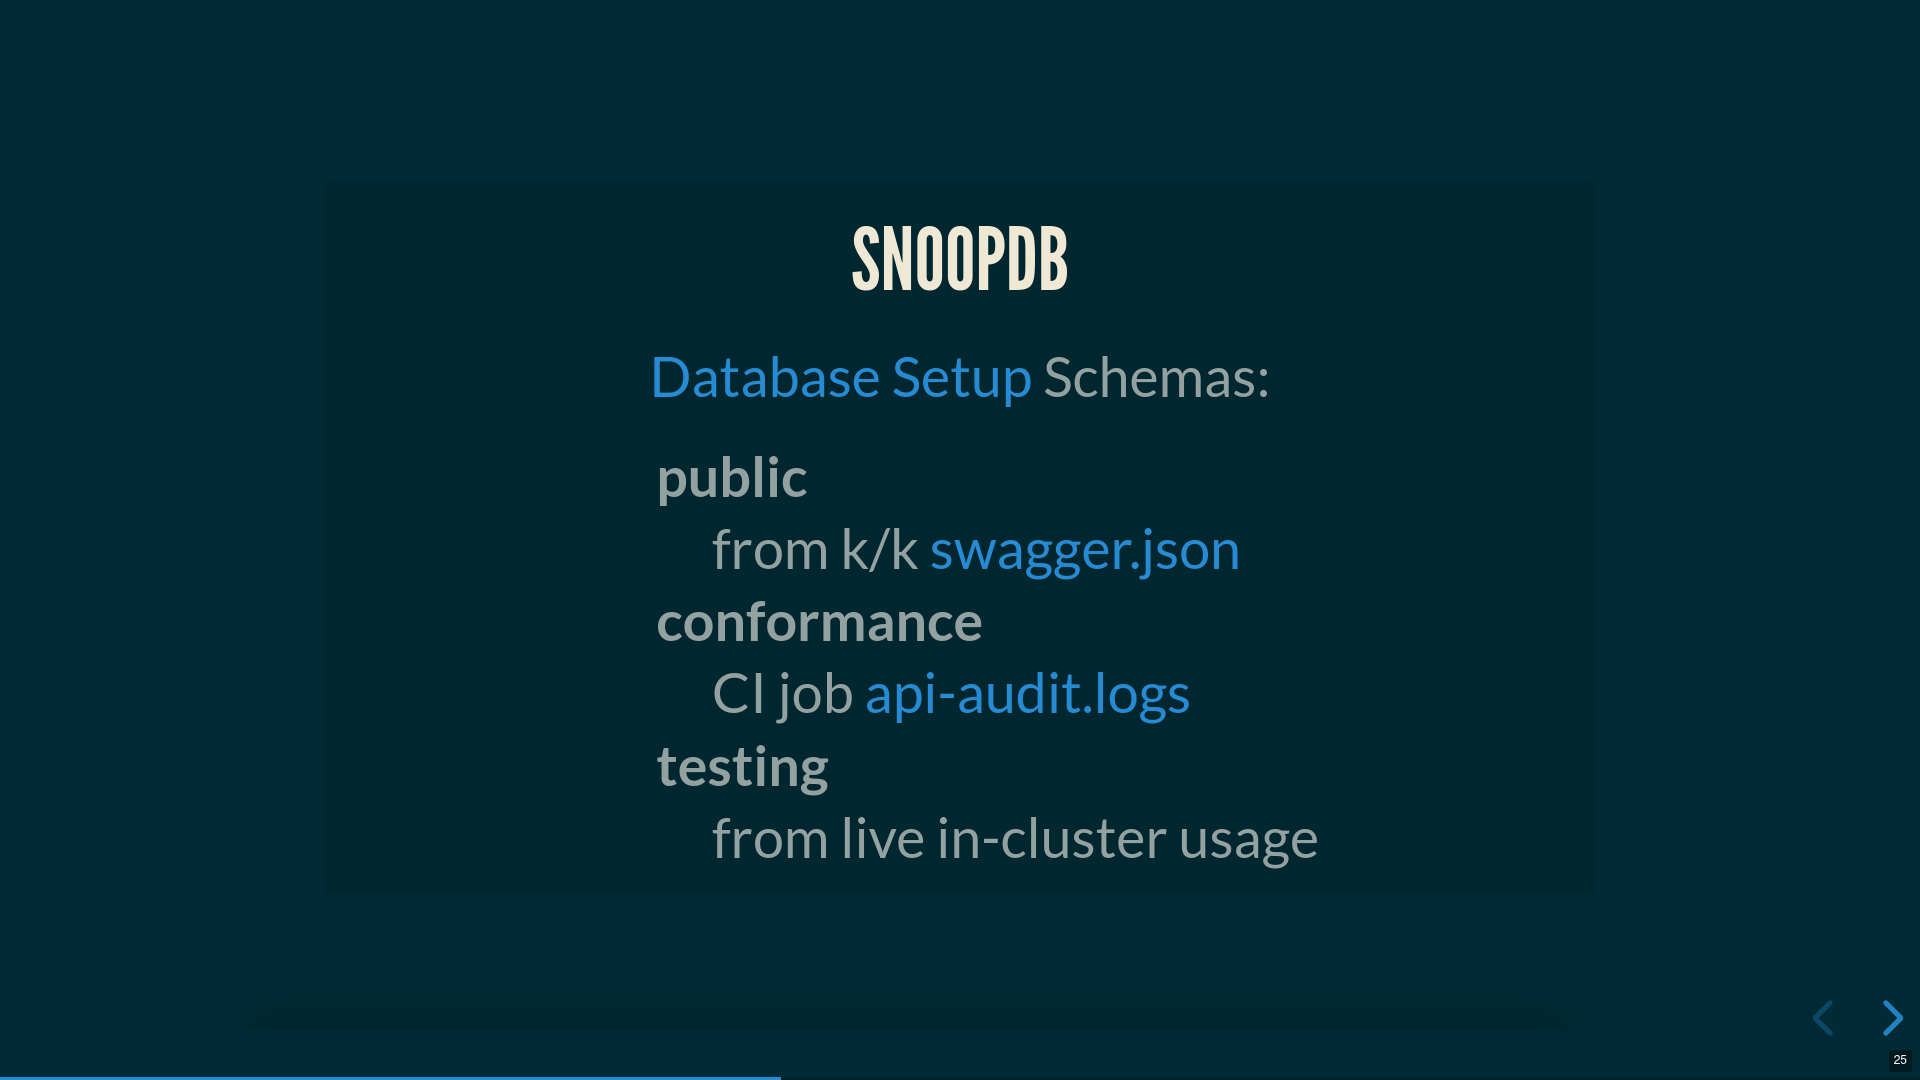 SNOOPDB
Database Setup Schemas:
public
from k/k swagger.json
conformance
CI job api-audit.logs
testing
from live in-cluster usage
25